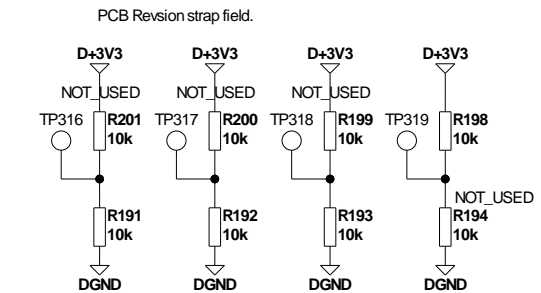 PCB Revsion strap field.
D+3V3 D+3V3 D+3V3 D+3V3
NOT_USED NOT_USED NOT_USED
TP316 R201 TP317 R200 TP318 R199 TP319 R198
10k 10k 10k 10k
NOT_USED
R191 R192 R193 R194
10k 10k 10k 10k
DGND DGND DGND DGND